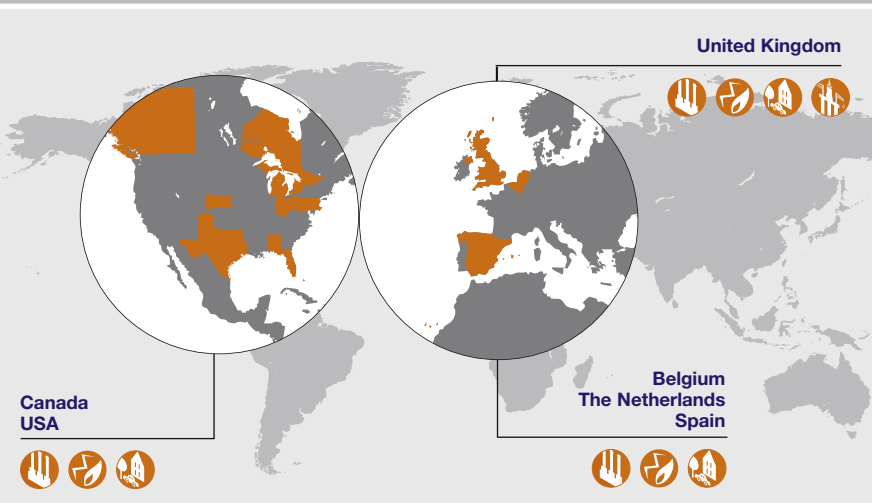 United Kingdom
Canada
USA
Belgium
The Netherlands
Spain